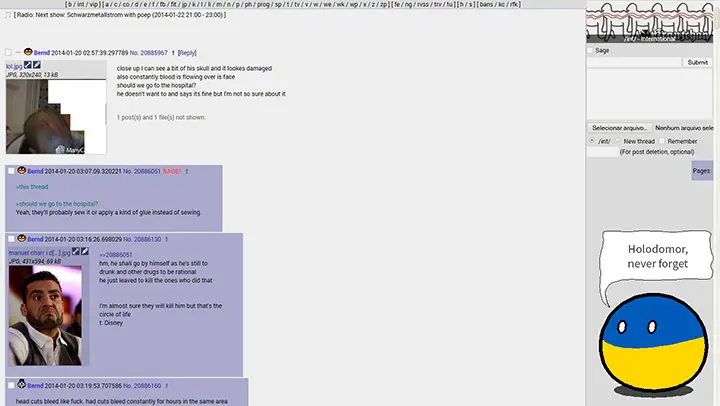 [ b / int / vip ] [ a / c / co / d / e / f / fb / fit / jp / k / l / s / m / n / p / ph / prog / sp / t / tv / v / w / we / wk / wp / x / z / zp ] [ fe / ng / rvss / trv / tu ] [ h / s ] [ bans / kc / rfk ]
[ Radio: Next show: Schwarzmetallstrom with poep (2014-01-22 21:00 - 23:00) ]
Bernd 2014-01-20 02:57:39.297789 No. 20885967 ! [Reply]
lol.jpg
JPG, 320x240, 13 kB
close up I can see a bit of his skull and it lookes damaged
also constantly blood is flowing over is face
should we go to the hospital?
he doesn't want to and says its fine but I'm not so sure about it
ManyC
1 post(s) and 1 file(s) not shown.
Bernd 2014-01-20 03:07:09.320221 No. 20886051 SAGE! !
>this thread
>should we go to the hospital?
Yeah, they'll probably sew it or apply a kind of glue instead of sewing.
Bernd 2014-01-20 03:16:26.698029 No. 20886130 !
manuel charr i d[...].jpg
JPG, 431x594, 69 kB
>>20886051
hm, he shall go by himself as he's still to
drunk and other drugs to be rational
he just leaved to kill the ones who did that
I'm almost sure they will kill him but that's the
circle of life
t: Disney
Bernd 2014-01-20 03:19:53.707586 No. 20886160 !
head cuts bleed like fuck. had cuts bleed constantly for hours in the same area
/int/ - International
Sage
Submit
Selecionar arquivo...
Nenhum arquivo sele
/int/
New thread
Remember
(For post deletion, optional)
Pages:
Holodomor,
never forget